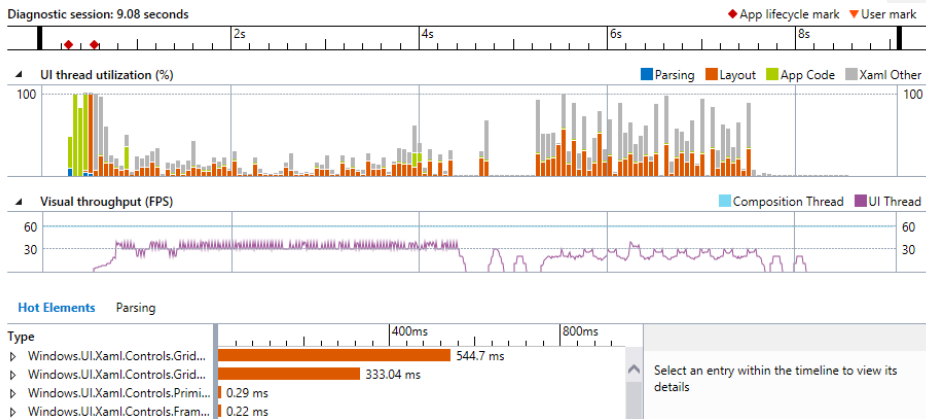 Diagnostic session: 9.08 seconds
App lifecycle mark User mark
2s 4s 6s 8s
UI thread utilization (%)
Parsing Layout App Code Xaml Other
100 100
Visual throughput (FPS)
Composition Thread UI Thread
60 60
30 30
Hot Elements Parsing
Type 400ms 800ms
Windows.UI.Xaml.Controls.Grid... 544.7 ms
Windows.UI.Xaml.Controls.Grid... 333.04 ms
Windows.UI.Xaml.Controls.Primi... 0.29 ms
Windows.UI.Xaml.Controls.Fram... 0.22 ms
Select an entry within the timeline to view its
details